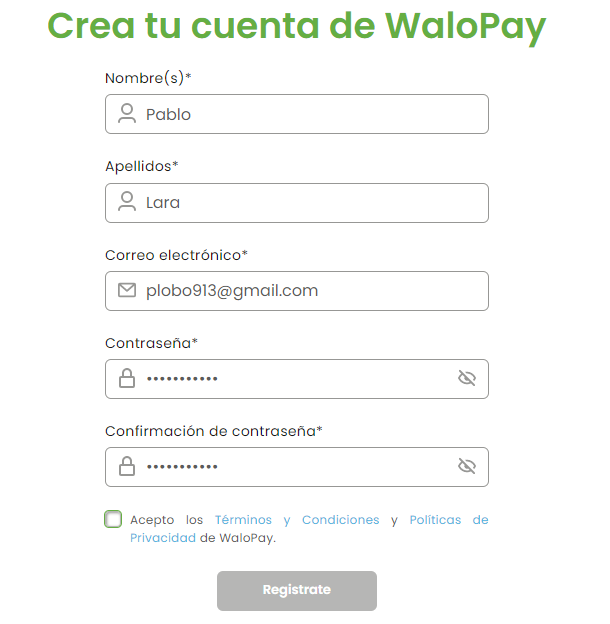 Crea tu cuenta de WaloPay
Nombre(s)*
Pablo
Apellidos*
Lara
Correo electrónico*
plobo913@gmail.com
Contraseña*
•••••••••••
Confirmación de contraseña*
•••••••••••
Acepto los Términos y Condiciones y Políticas de
Privacidad de WaloPay.
Registrate